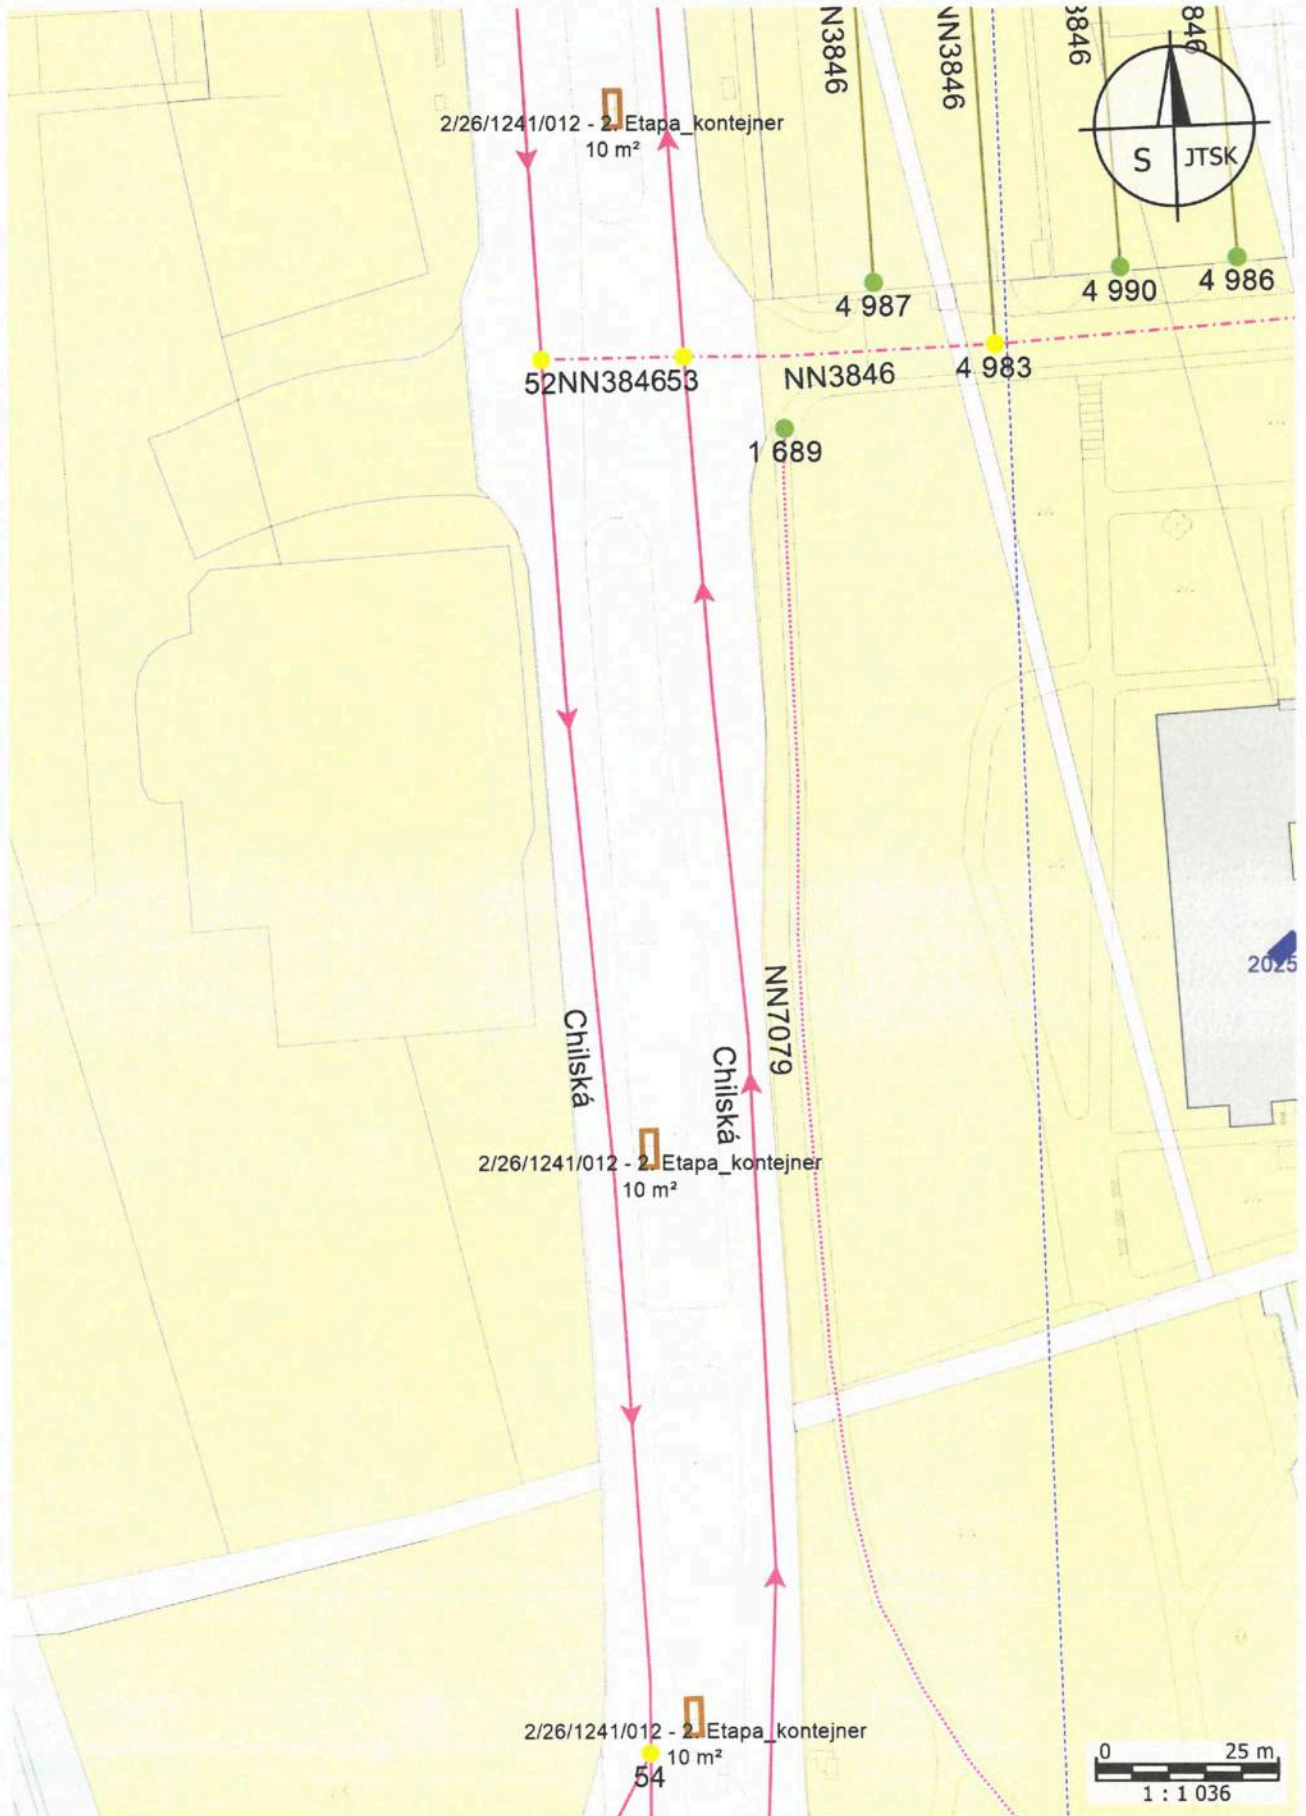 NN3846
NN3846
3846
846
2/26/1241/012 - 2. Etapa_kontejner
10 m²
S JTSK
4 987
4 990
4 986
52NN384653
NN3846
4 983
1 689
2025
NN7079
Chilská
Chilská
2/26/1241/012 - 2. Etapa_kontejner
10 m²
2/26/1241/012 - 2. Etapa_kontejner
10 m²
54
0 25 m
1 : 1 036